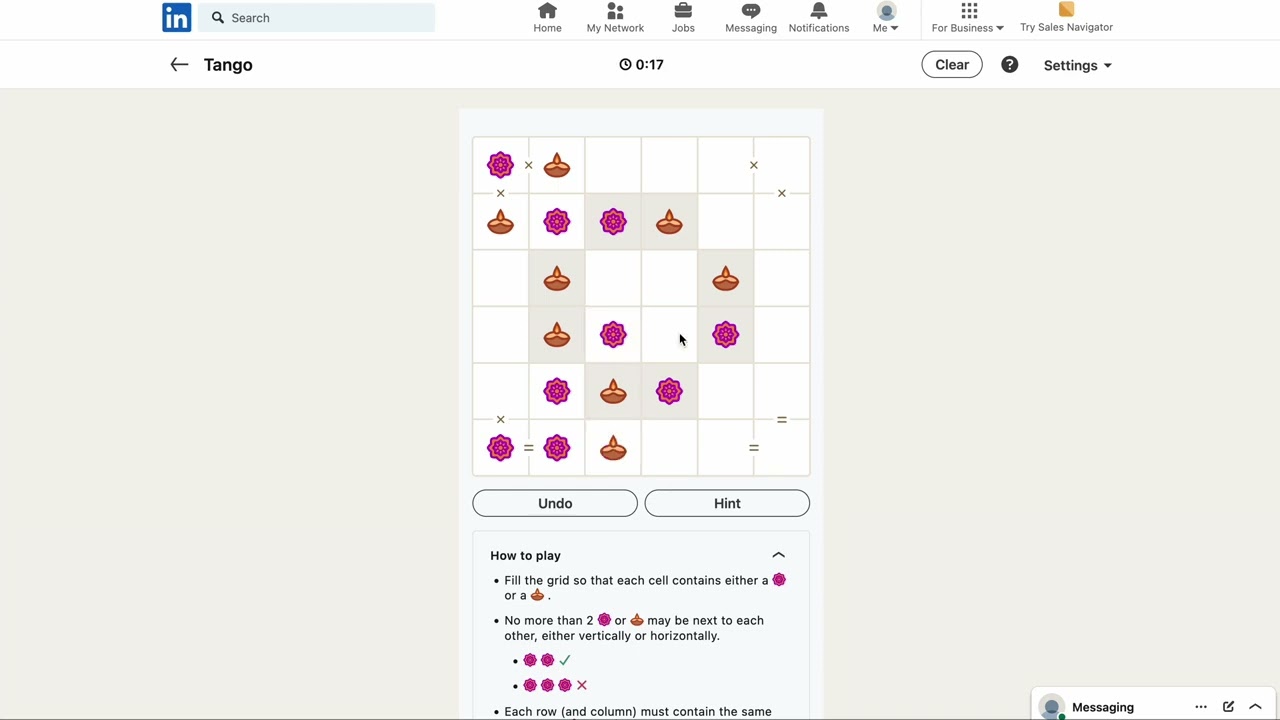 in
Search
Home
My Network
Jobs
Messaging
Notifications
Me
For Business
Try Sales Navigator
Tango
0:17
Clear
?
Settings
× ×
× ×
× =
= =
Undo
Hint
How to play
• Fill the grid so that each cell contains either a
or a .
• No more than 2 or may be next to each
other, either vertically or horizontally.
•
•
• Each row (and column) must contain the same
Messaging